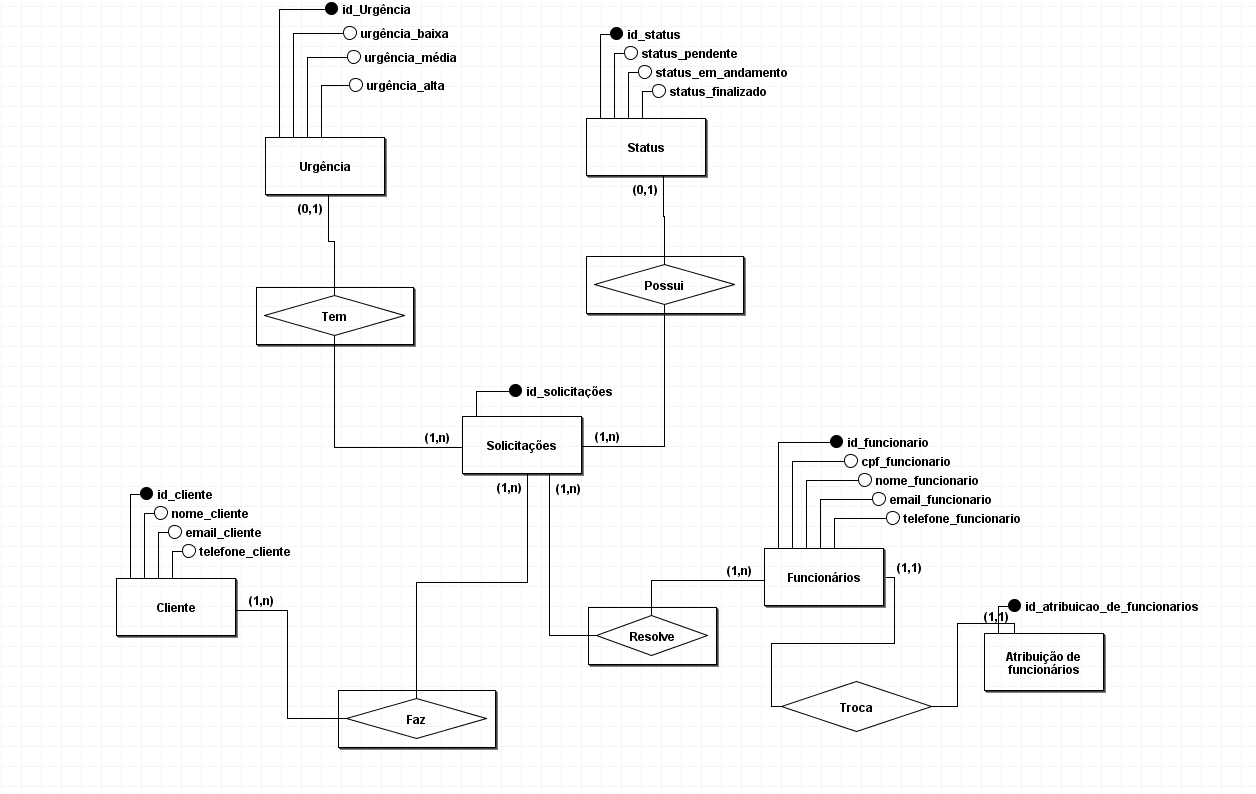 id_Urgência
urgência_baixa
urgência_média
urgência_alta
Urgência
(0,1)
Tem
id_status
status_pendente
status_em_andamento
status_finalizado
Status
(0,1)
Possui
id_solicitações
(1,n)
Solicitações
(1,n)
(1,n)
(1,n)
id_cliente
nome_cliente
email_cliente
telefone_cliente
Cliente
(1,n)
Faz
id_funcionario
cpf_funcionario
nome_funcionario
email_funcionario
telefone_funcionario
(1,n)
Funcionários
(1,1)
Resolve
Troca
id_atribuicao_de_funcionarios
(1,1)
Atribuição de
funcionários